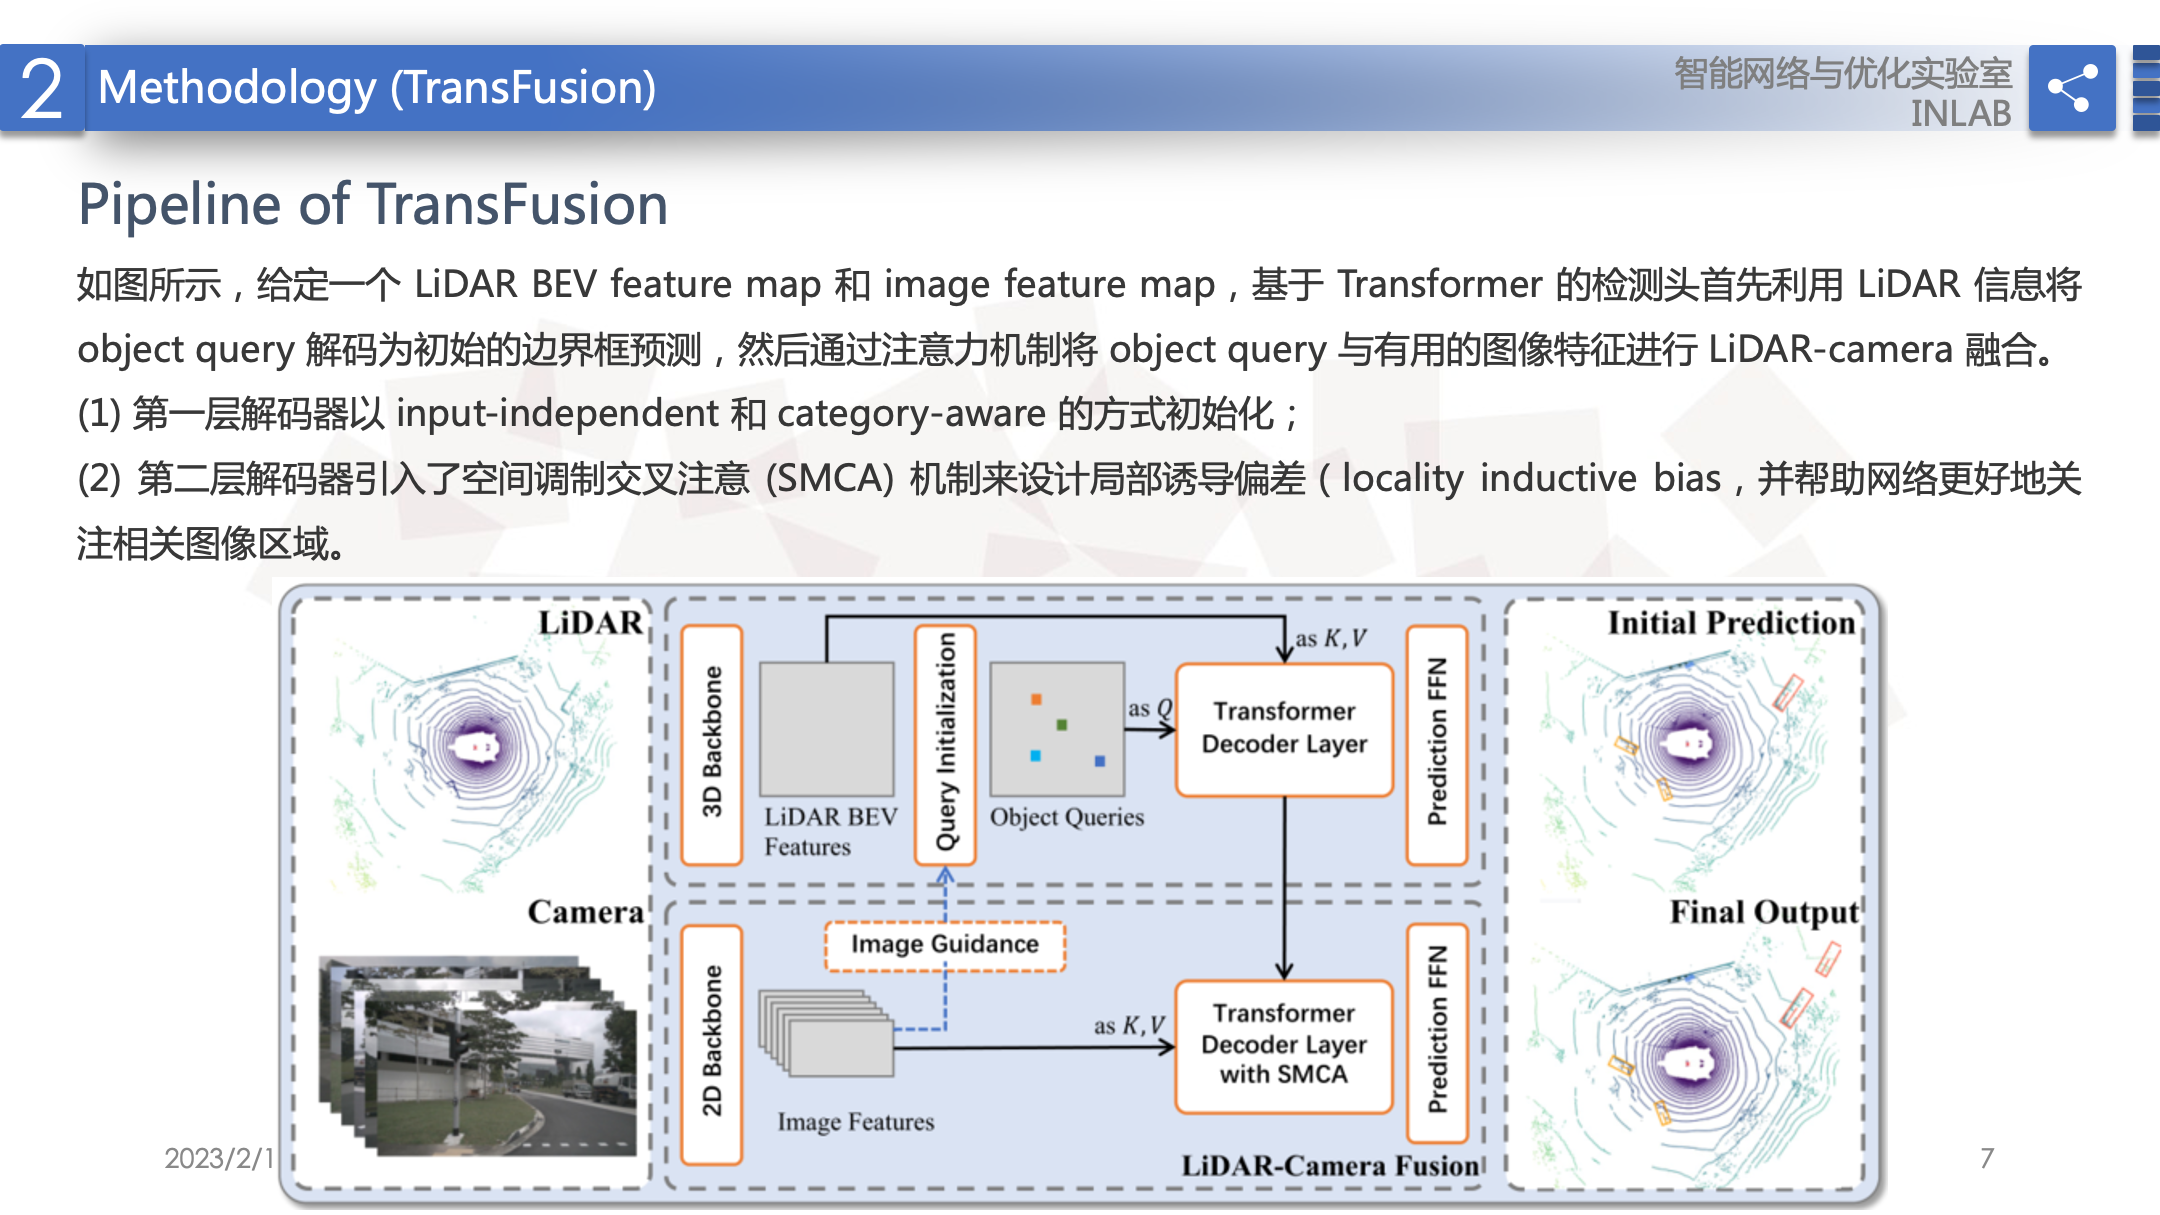 2
Methodology (TransFusion)
智能网络与优化实验室
INLAB
Pipeline of TransFusion
如图所示，给定一个 LiDAR BEV feature map 和 image feature map，基于 Transformer 的检测头首先利用 LiDAR 信息将
object query 解码为初始的边界框预测，然后通过注意力机制将 object query 与有用的图像特征进行 LiDAR-camera 融合。
(1) 第一层解码器以 input-independent 和 category-aware 的方式初始化；
(2) 第二层解码器引入了空间调制交叉注意 (SMCA) 机制来设计局部诱导偏差（locality inductive bias，并帮助网络更好地关
注相关图像区域。
LiDAR
Camera
3D Backbone
LiDAR BEV
Features
Query Initialization
Object Queries
as Q
as K, V
Transformer
Decoder Layer
Prediction FFN
2D Backbone
Image Guidance
Image Features
as K, V
Transformer
Decoder Layer
with SMCA
Prediction FFN
LiDAR-Camera Fusion
Initial Prediction
Final Output
2023/2/1
7